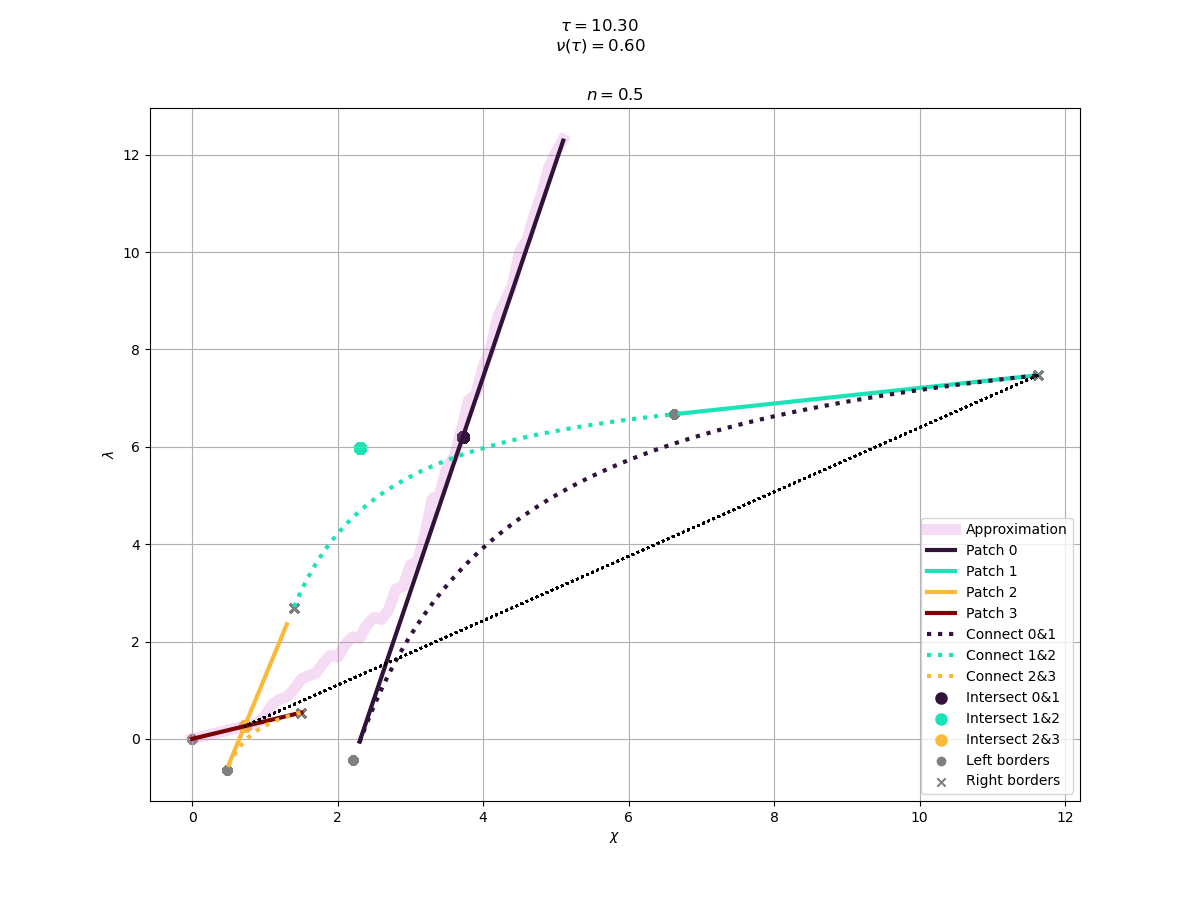 τ = 10.30
ν(τ) = 0.60
n = 0.5
12
10
8
6
4
2
0
λ
0 2 4 6 8 10 12
χ
Approximation
Patch 0
Patch 1
Patch 2
Patch 3
Connect 0&1
Connect 1&2
Connect 2&3
Intersect 0&1
Intersect 1&2
Intersect 2&3
Left borders
Right borders